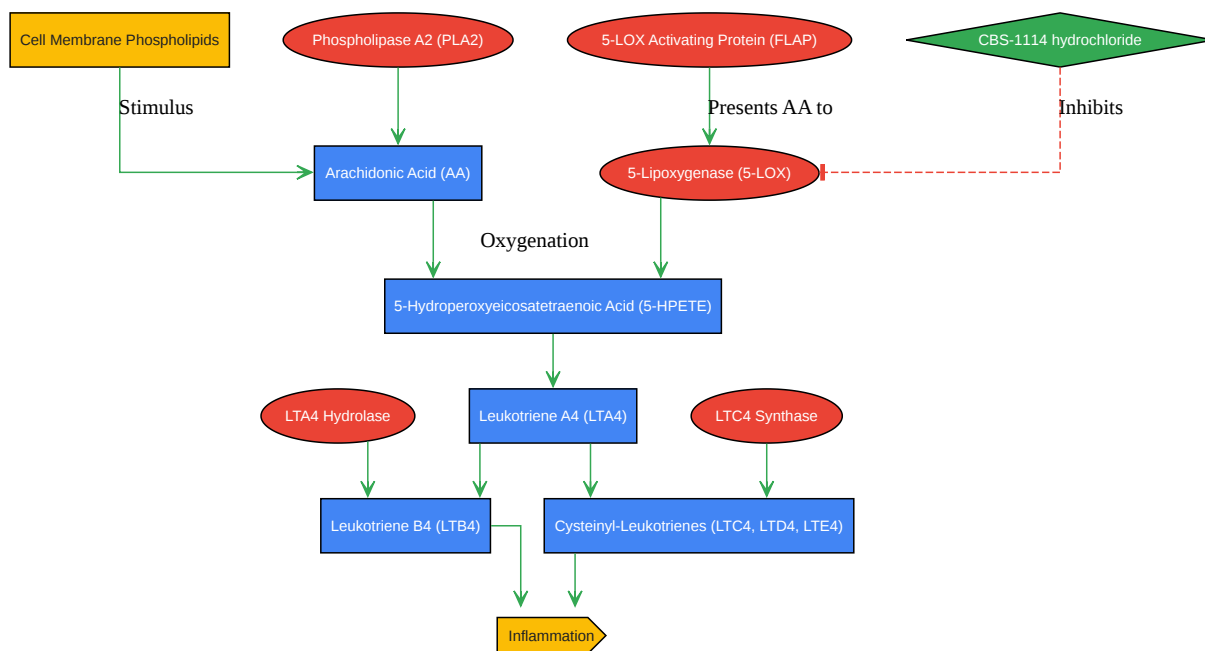 Cell Membrane Phospholipids
Phospholipase A2 (PLA2)
5-LOX Activating Protein (FLAP)
CBS-1114 hydrochloride
Stimulus
Presents AA to
Inhibits
Arachidonic Acid (AA)
5-Lipoxygenase (5-LOX)
Oxygenation
5-Hydroperoxyeicosatetraenoic Acid (5-HPETE)
LTA4 Hydrolase
Leukotriene A4 (LTA4)
LTC4 Synthase
Leukotriene B4 (LTB4)
Cysteinyl-Leukotrienes (LTC4, LTD4, LTE4)
Inflammation